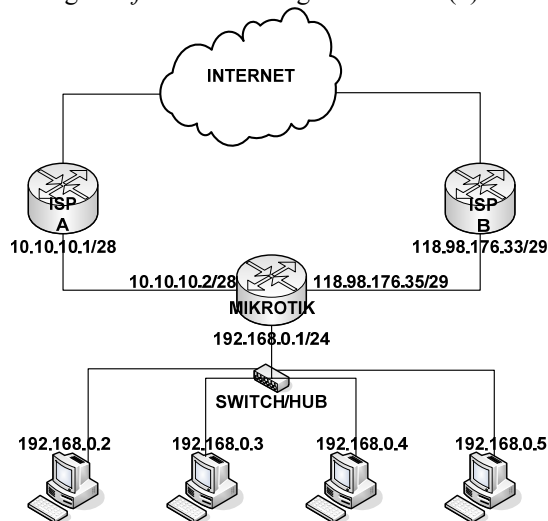 INTERNET
ISP
A
10.10.10.1/28
ISP
B
118.98.176.33/29
10.10.10.2/28
118.98.176.35/29
MIKROTIK
192.168.0.1/24
SWITCH/HUB
192.168.0.2
192.168.0.3
192.168.0.4
192.168.0.5